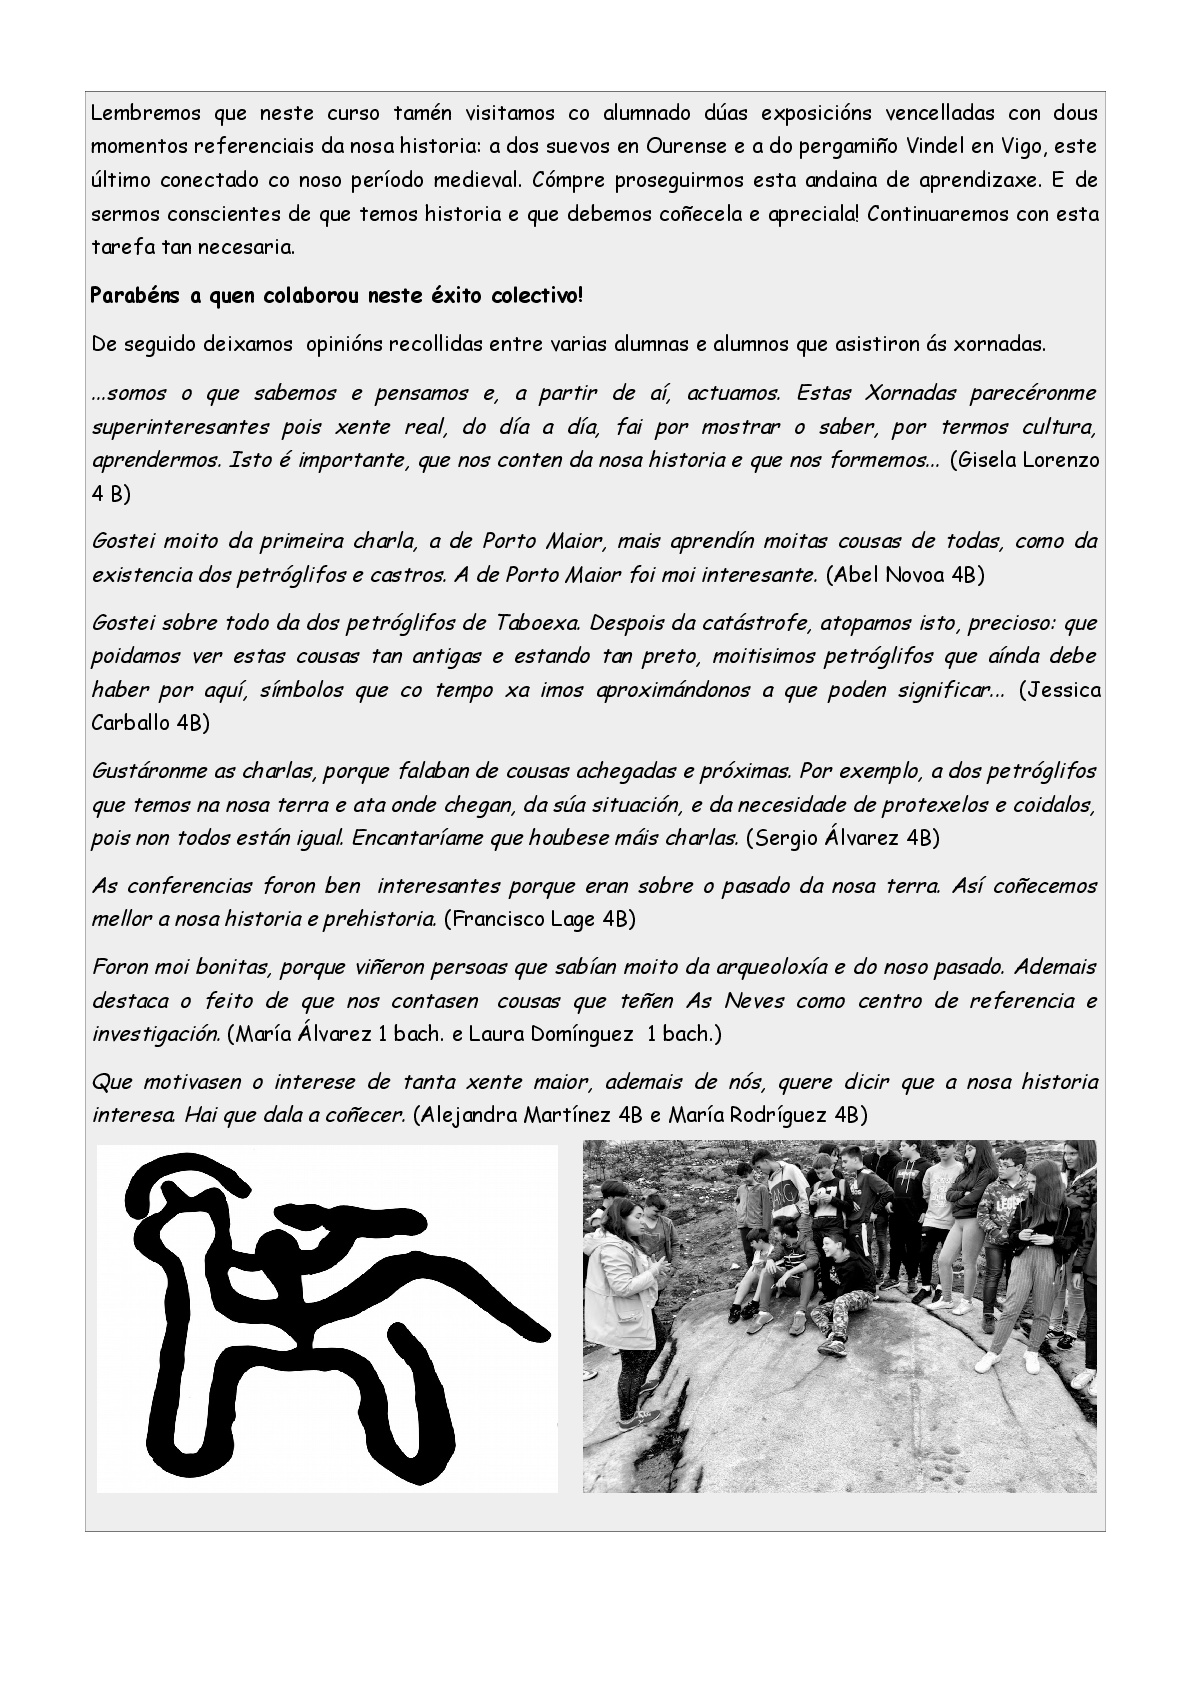 Lembremos que neste curso tamén visitamos co alumnado dúas exposicións vencelladas con dous
momentos referenciais da nosa historia: a dos suevos en Ourense e a do pergamiño Vindel en Vigo, este
último conectado co noso período medieval. Cómpre proseguirmos esta andaina de aprendizaxe. E de
sermos conscientes de que temos historia e que debemos coñecela e apreciala! Continuaremos con esta
tarefa tan necesaria.
Parabéns a quen colaborou neste éxito colectivo!
De seguido deixamos opinións recollidas entre varias alumnas e alumnos que asistiron ás xornadas.
...somos o que sabemos e pensamos e, a partir de aí, actuamos. Estas Xornadas parecéronme
superinteresantes pois xente real, do día a día, fai por mostrar o saber, por termos cultura,
aprendermos. Isto é importante, que nos conten da nosa historia e que nos formemos... (Gisela Lorenzo
4 B)
Gostei moito da primeira charla, a de Porto Maior, mais aprendín moitas cousas de todas, como da
existencia dos petróglifos e castros. A de Porto Maior foi moi interesante. (Abel Novoa 4B)
Gostei sobre todo da dos petróglifos de Taboexa. Despois da catástrofe, atopamos isto, precioso: que
poidamos ver estas cousas tan antigas e estando tan preto, moitisimos petróglifos que aínda debe
haber por aquí, símbolos que co tempo xa imos aproximándonos a que poden significar... (Jessica
Carballo 4B)
Gustáronme as charlas, porque falaban de cousas achegadas e próximas. Por exemplo, a dos petróglifos
que temos na nosa terra e ata onde chegan, da súa situación, e da necesidade de protexelos e coidalos,
pois non todos están igual. Encantaríame que houbese máis charlas. (Sergio Álvarez 4B)
As conferencias foron ben interesantes porque eran sobre o pasado da nosa terra. Así coñecemos
mellor a nosa historia e prehistoria. (Francisco Lage 4B)
Foron moi bonitas, porque viñeron persoas que sabían moito da arqueoloxía e do noso pasado. Ademais
destaca o feito de que nos contasen cousas que teñen As Neves como centro de referencia e
investigación. (María Álvarez 1 bach. e Laura Domínguez 1 bach.)
Que motivasen o interese de tanta xente maior, ademais de nós, quere dicir que a nosa historia
interesa. Hai que dala a coñecer. (Alejandra Martínez 4B e María Rodríguez 4B)